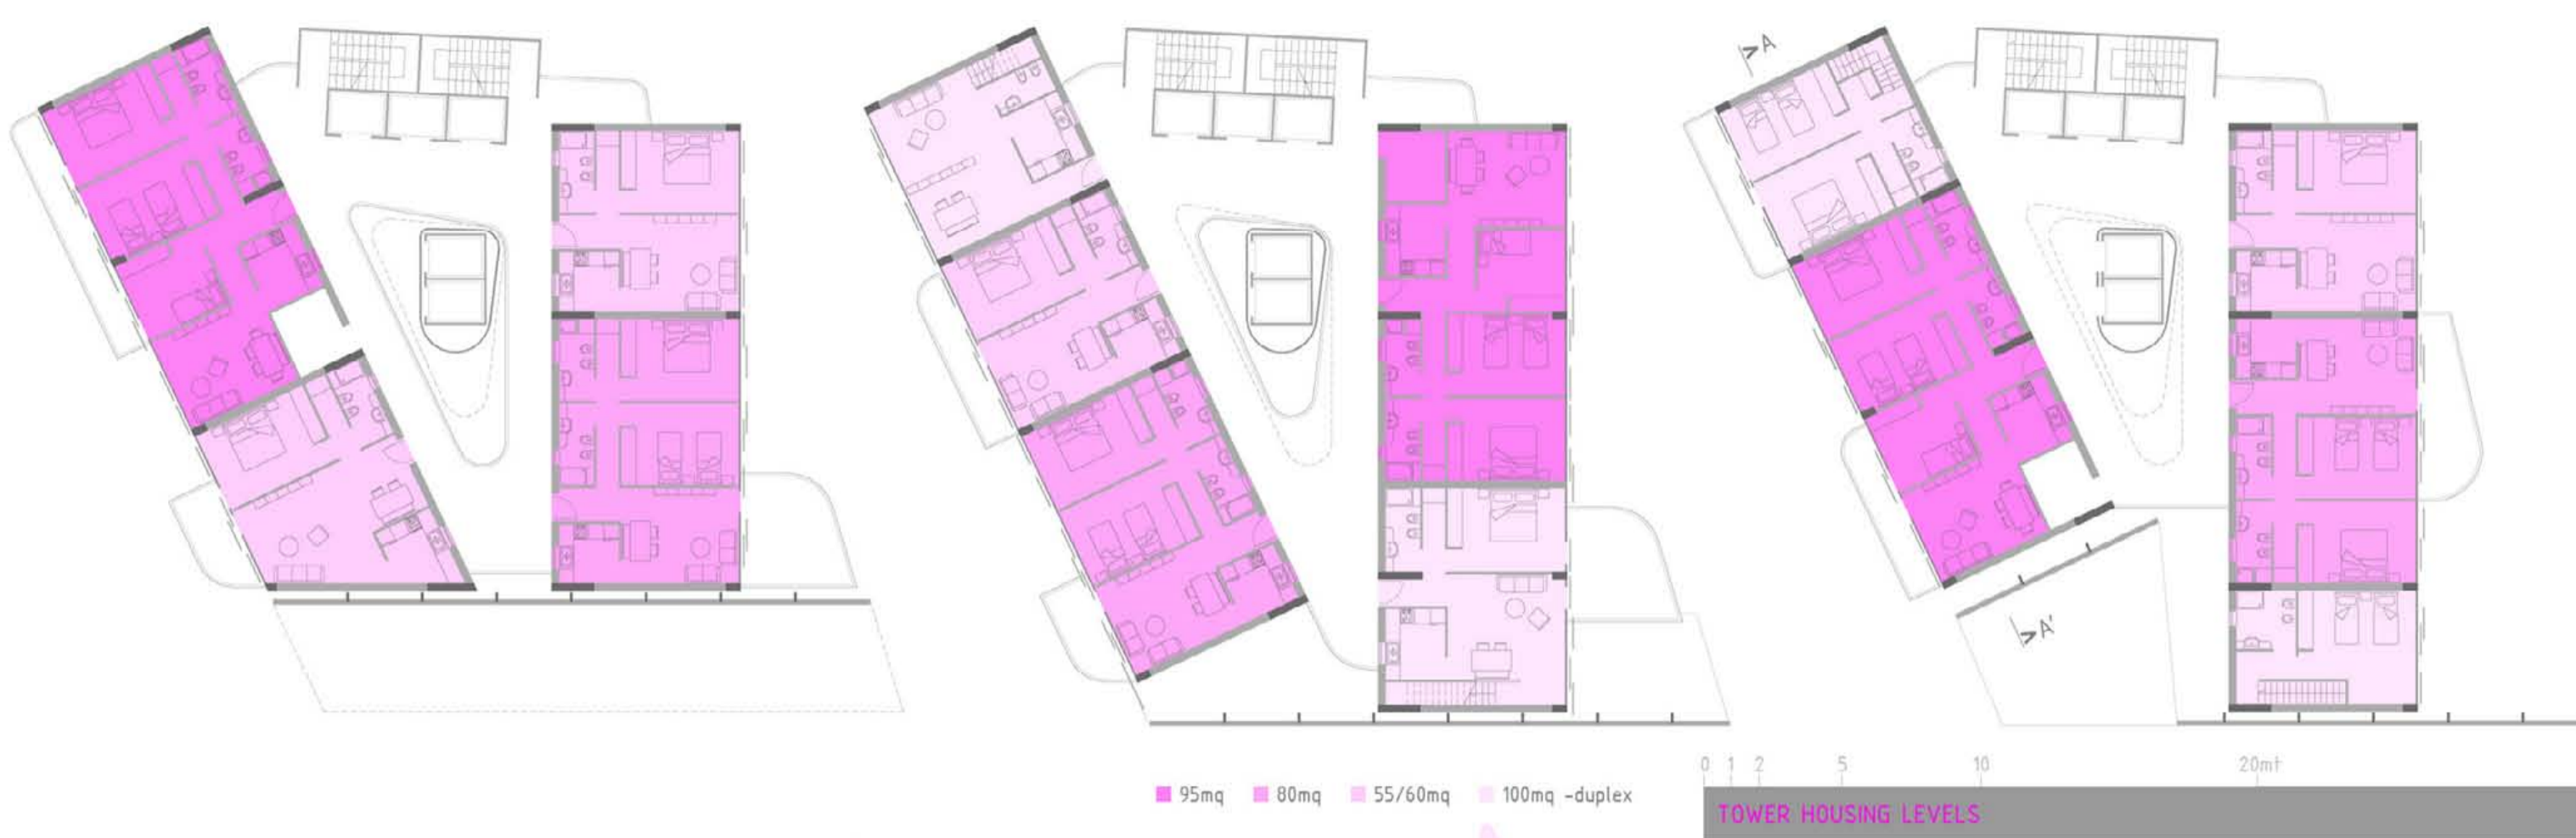 >A
>A'
0 1 2 5 10 20mt
95mq 80mq 55/60mq 100mq -duplex
TOWER HOUSING LEVELS